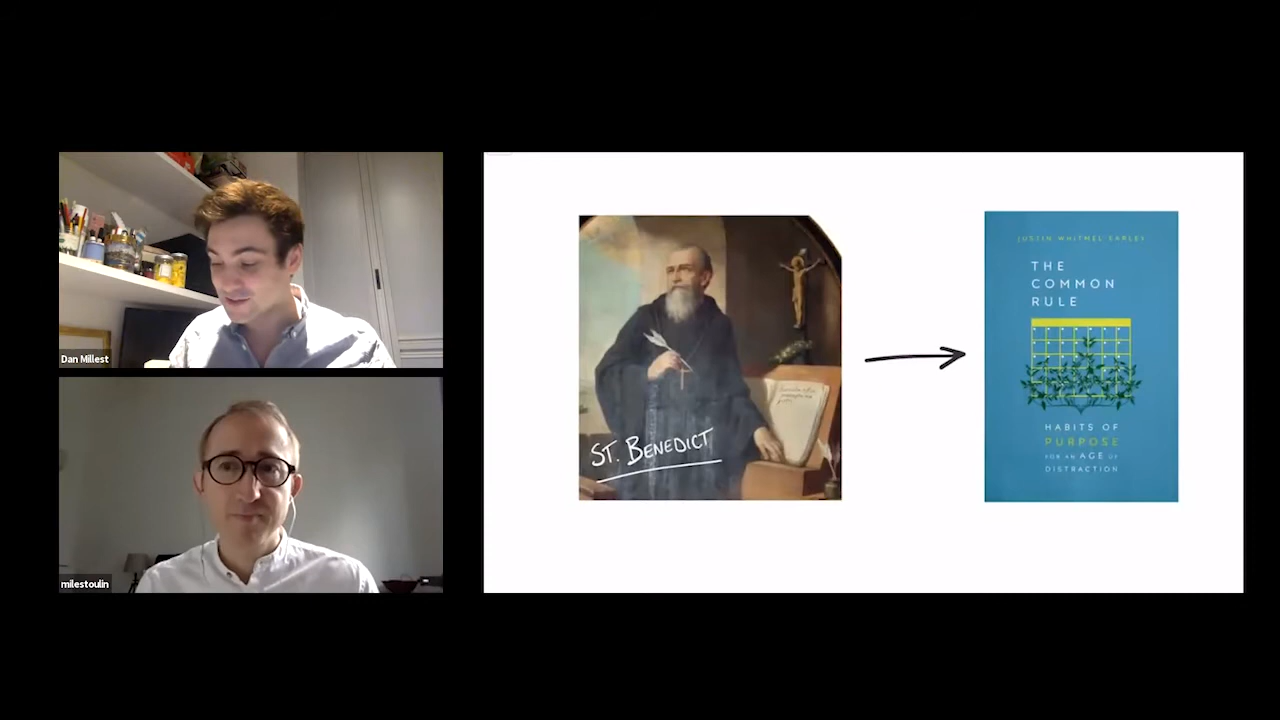 Dan Millest
milestoulin
ST. BENEDICT
JUSTIN WHITMEL EARLEY
THE
COMMON
RULE
HABITS OF
PURPOSE
FOR AN AGE OF
DISTRACTION